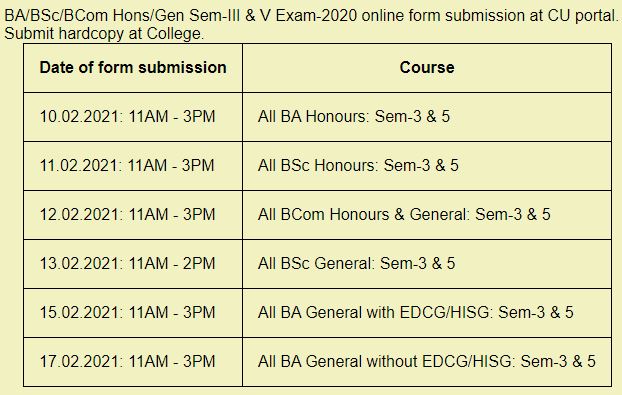 BA/BSc/BCom Hons/Gen Sem-III & V Exam-2020 online form submission at CU portal.
Submit hardcopy at College.
Date of form submission Course
10.02.2021: 11AM - 3PM All BA Honours: Sem-3 & 5
11.02.2021: 11AM - 3PM All BSc Honours: Sem-3 & 5
12.02.2021: 11AM - 3PM All BCom Honours & General: Sem-3 & 5
13.02.2021: 11AM - 2PM All BSc General: Sem-3 & 5
15.02.2021: 11AM - 3PM All BA General with EDCG/HISG: Sem-3 & 5
17.02.2021: 11AM - 3PM All BA General without EDCG/HISG: Sem-3 & 5